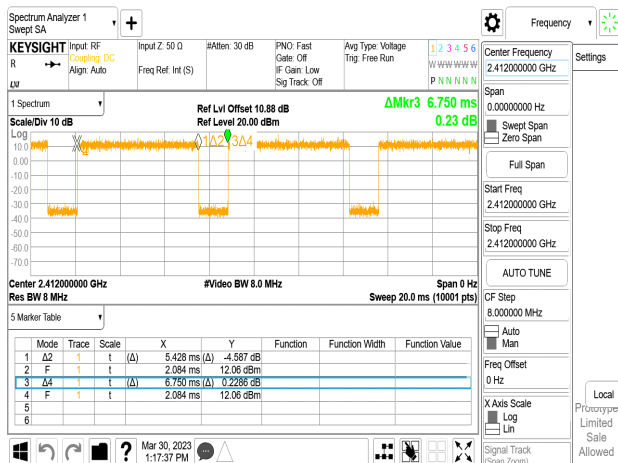 Spectrum Analyzer 1
Swept SA
Frequency
KEYSIGHT
R
LXI
Input: RF
Coupling: DC
Align: Auto
Input Z: 50 Ω
Freq Ref: Int (S)
#Atten: 30 dB
PNO: Fast
Gate: Off
IF Gain: Low
Sig Track: Off
Avg Type: Voltage
Trig: Free Run
1 2 3 4 5 6
W W W W W W
P N N N N N
1 Spectrum
Scale/Div 10 dB
Ref Lvl Offset 10.88 dB
Ref Level 20.00 dBm
ΔMkr3 6.750 ms
0.23 dB
Log
10.0
0.00
-10.0
-20.0
-30.0
-40.0
-50.0
-60.0
-70.0
1Δ2
3Δ4
Center 2.412000000 GHz
#Video BW 8.0 MHz
Span 0 Hz
Res BW 8 MHz
Sweep 20.0 ms (10001 pts)
5 Marker Table
Mode Trace Scale X Y Function Function Width Function Value
1 Δ2 1 t (Δ) 5.428 ms (Δ) -4.587 dB
2 F 1 t 2.084 ms 12.06 dBm
3 Δ4 1 t (Δ) 6.750 ms (Δ) 0.2286 dB
4 F 1 t 2.084 ms 12.06 dBm
5
6
?
Mar 30, 2023
1:17:37 PM
Center Frequency
2.412000000 GHz
Settings
Span
0.00000000 Hz
Swept Span
Zero Span
Full Span
Start Freq
2.412000000 GHz
Stop Freq
2.412000000 GHz
AUTO TUNE
CF Step
8.000000 MHz
Auto
Man
Freq Offset
0 Hz
X Axis Scale
Log
Lin
Local
Prototype
Limited
Sale
Allowed
Signal Track
(Span Zoom)